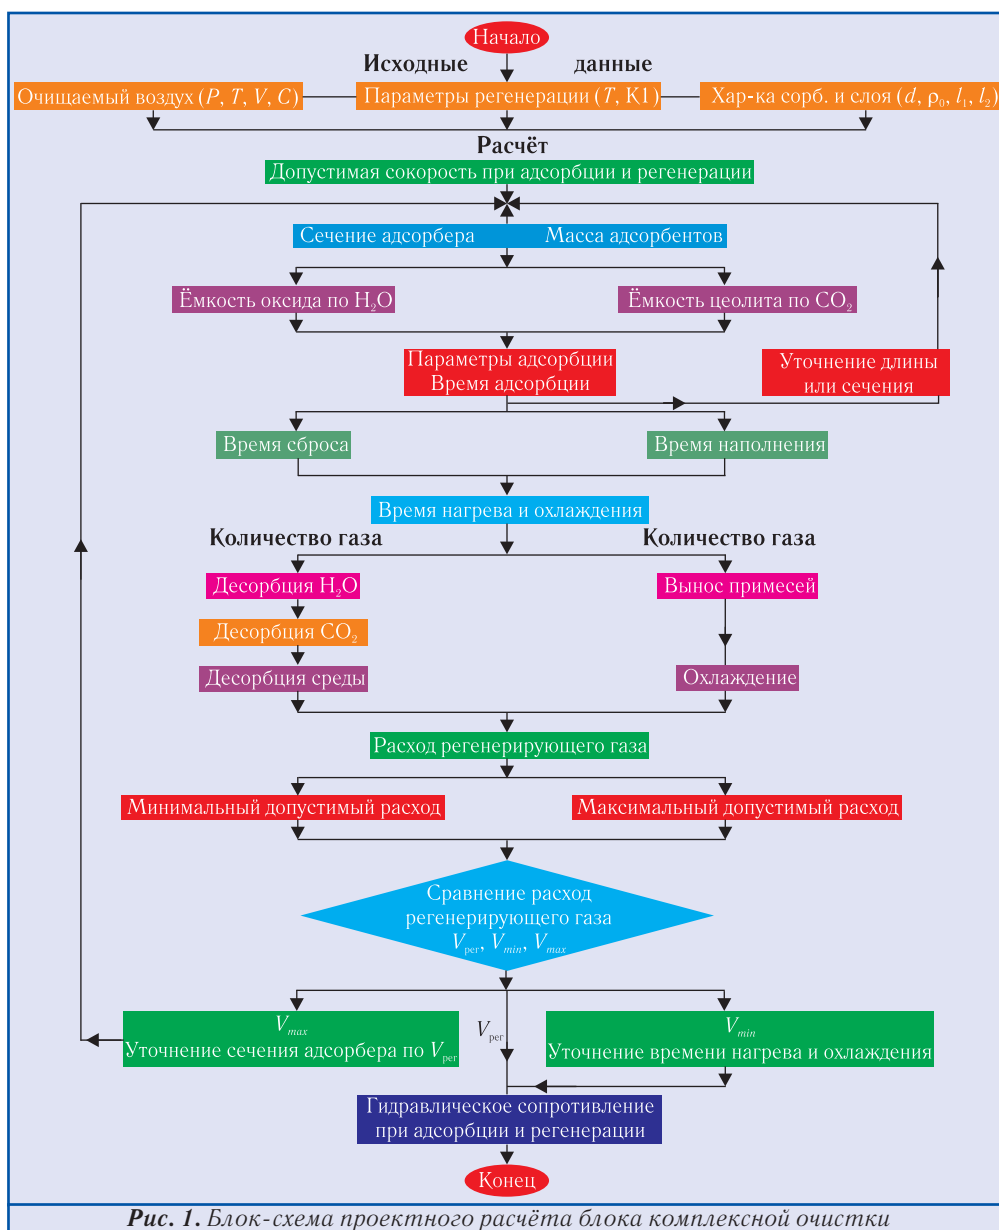 Начало
Исходные данные
Очищаемый воздух (P, T, V, C)
Параметры регенерации (T, K1)
Хар-ка сорб. и слоя (d, ρ₀, l₁, l₂)
Расчёт
Допустимая сокорость при адсорбции и регенерации
Сечение адсорбера Масса адсорбентов
Ёмкость оксида по H₂O
Ёмкость цеолита по CO₂
Параметры адсорбции
Время адсорбции
Уточнение длины
или сечения
Время сброса
Время наполнения
Время нагрева и охлаждения
Количество газа
Количество газа
Десорбция H₂O
Вынос примесей
Десорбция CO₂
Десорбция среды
Охлаждение
Расход регенерирующего газа
Минимальный допустимый расход
Максимальный допустимый расход
Сравнение расход
регенерирующего газа
Vрег, Vmin, Vmax
Vmax
Уточнение сечения адсорбера по Vрег
Vрег
Vmin
Уточнение времени нагрева и охлаждения
Гидравлическое сопротивление
при адсорбции и регенерации
Конец
Рис. 1. Блок-схема проектного расчёта блока комплексной очистки